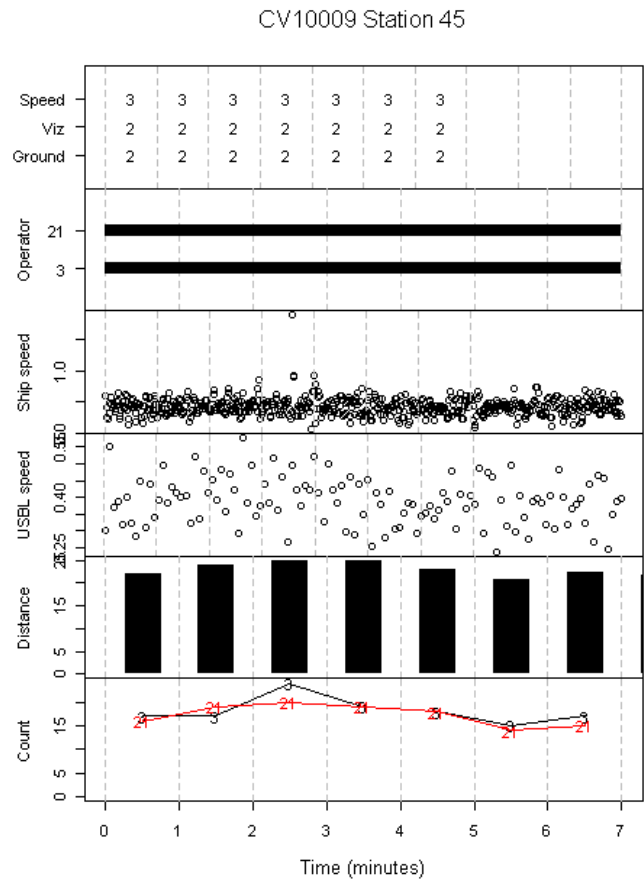 CV10009 Station 45
Speed 3 3 3 3 3 3 3
Viz 2 2 2 2 2 2 2
Ground 2 2 2 2 2 2 2
Operator
21
3
Ship speed
1.0
USBL speed
0.40
0.25
Distance
25
15
5
0
Count
15
5
0
3 3 3 3 3 3 3
21 21 21 21 21 21 21
0 1 2 3 4 5 6 7
Time (minutes)